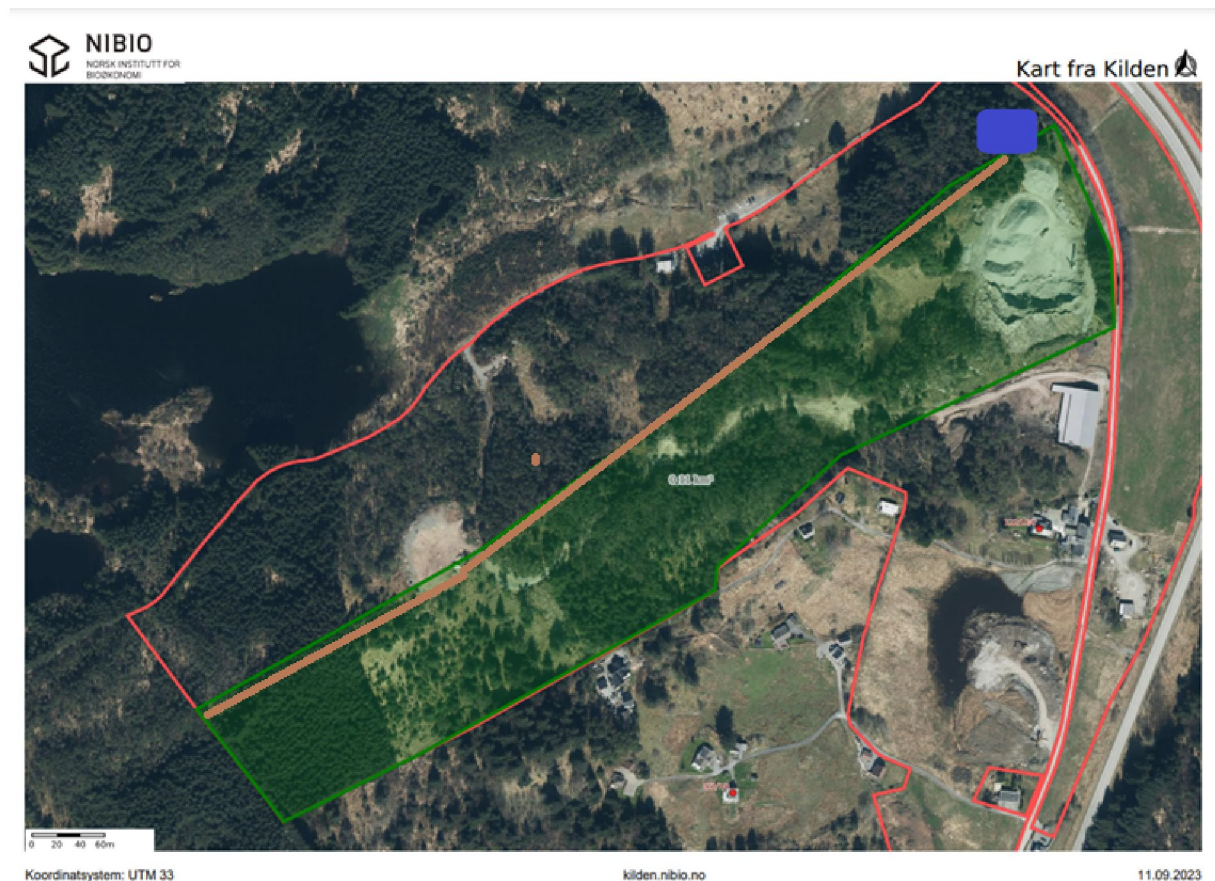 NIBIO
NORSK INSTITUTT FOR
BIOØKONOMI
Kart fra Kilden
0 20 40 60m
Koordinatsystem: UTM 33
kilden.nibio.no
11.09.2023